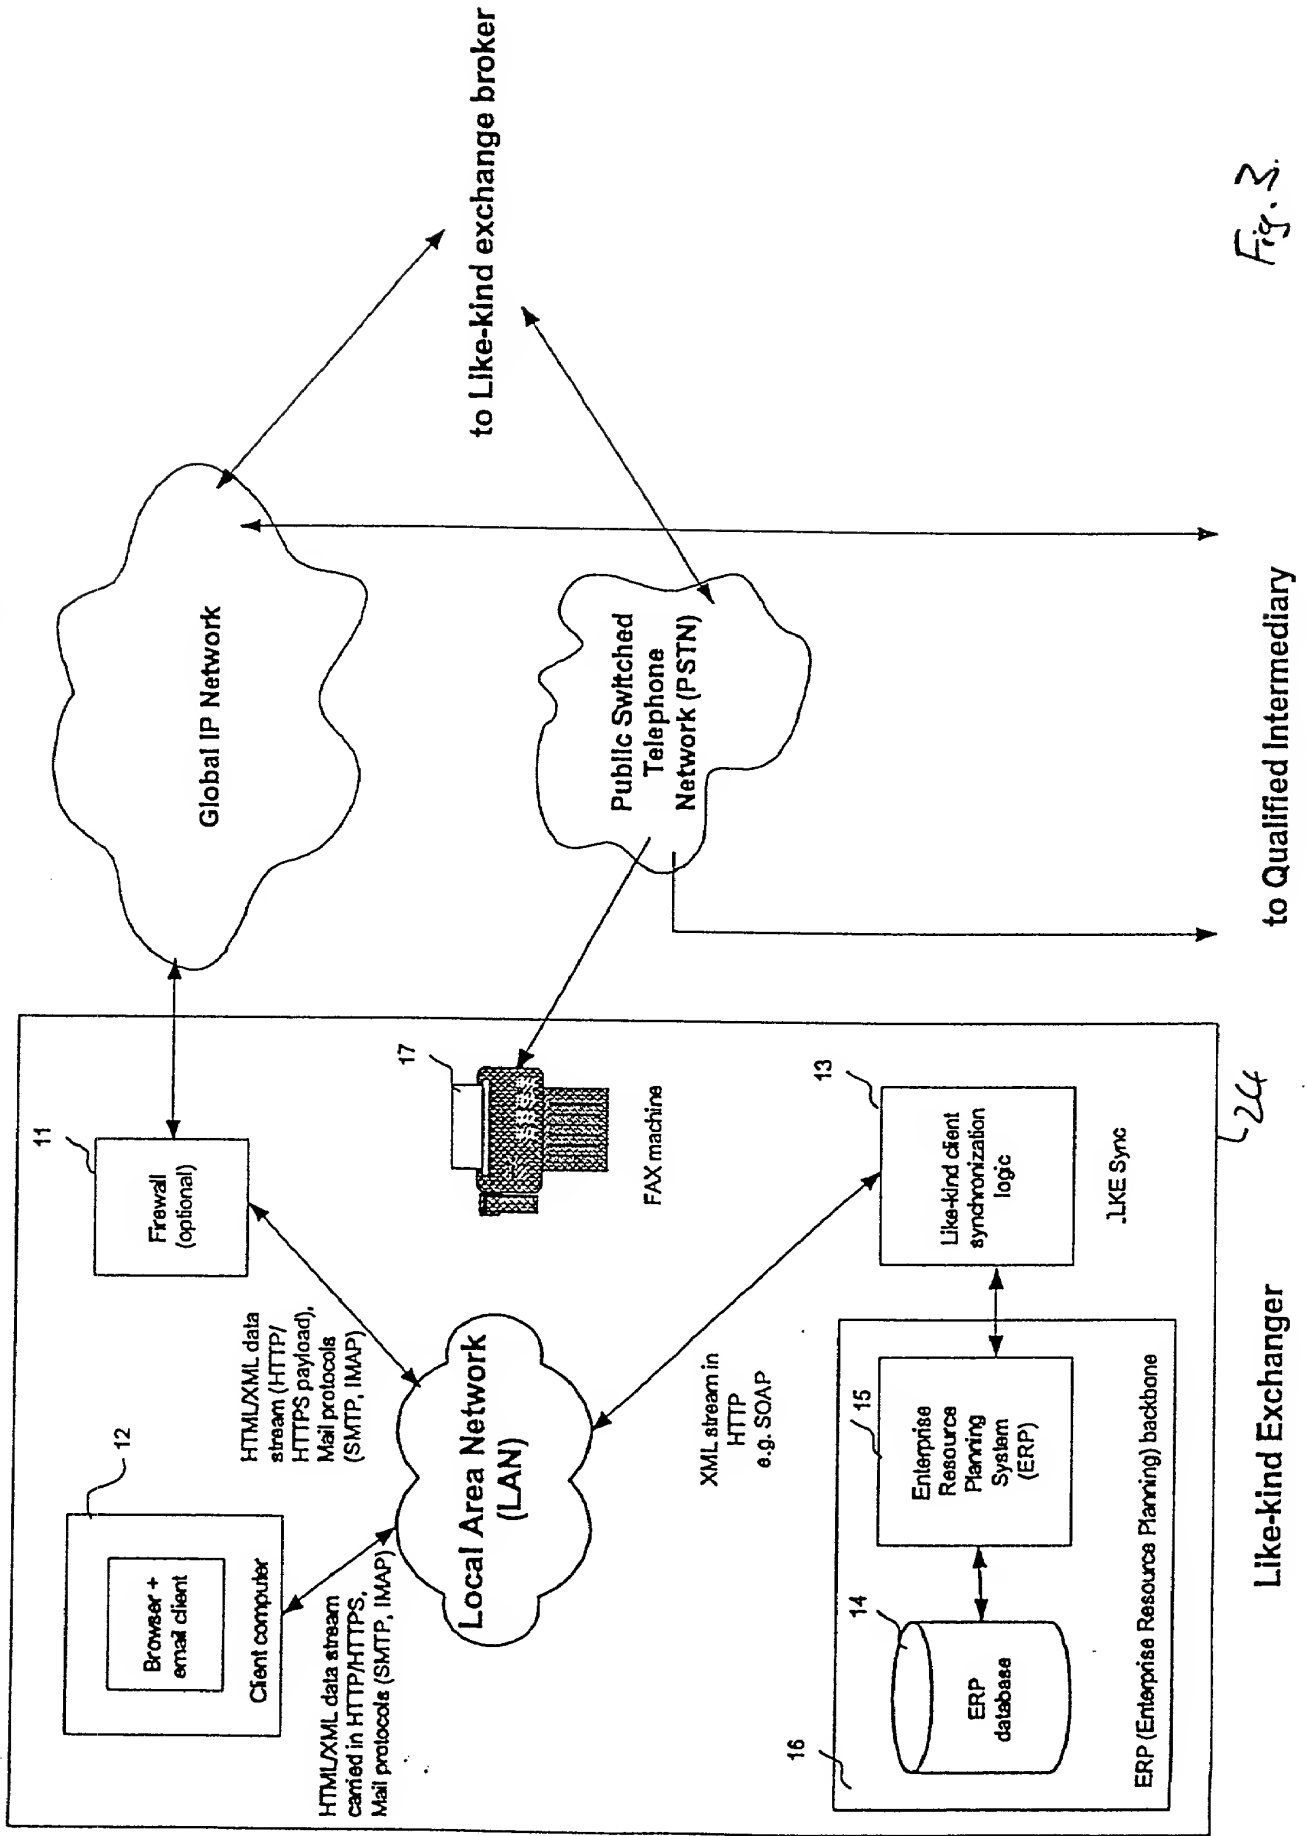 12
Browser +
email client
Client computer
HTML/XML data stream
carried in HTTP/HTTPS,
Mail protocols (SMTP, IMAP)
HTML/XML data
stream (HTTP/
HTTPS payload),
Mail protocols
(SMTP, IMAP)
11
Firewall
(optional)
Global IP Network
to Like-kind exchange broker
Local Area Network
(LAN)
17
FAX machine
Public Switched
Telephone
Network (PSTN)
XML stream in
HTTP
e.g. SOAP
16
14
ERP
database
15
Enterprise
Resource
Planning
System
(ERP)
ERP (Enterprise Resource Planning) backbone
13
Like-kind client
synchronization
logic
LKE Sync
24
Like-kind Exchanger
to Qualified Intermediary
Fig. 3.